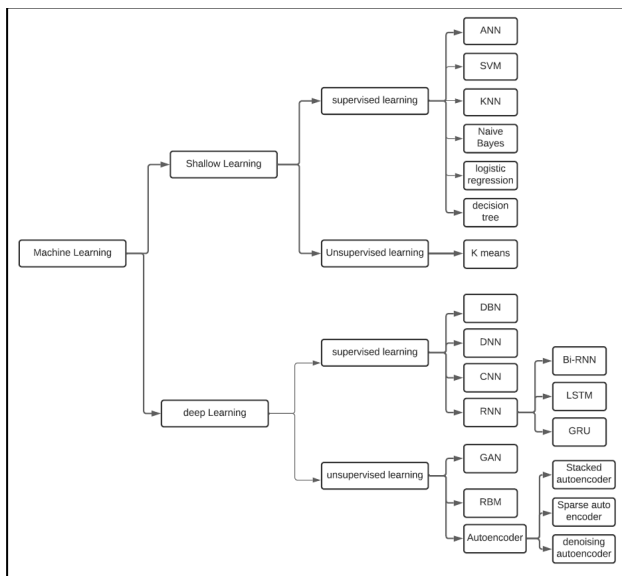 ANN
SVM
supervised learning
KNN
Naive
Bayes
Shallow Learning
logistic
regression
decision
tree
Machine Learning
Unsupervised learning
K means
DBN
DNN
supervised learning
CNN
RNN
Bi-RNN
LSTM
GRU
deep Learning
GAN
unsupervised learning
RBM
Autoencoder
Stacked
autoencoder
Sparse auto
encoder
denoising
autoencoder